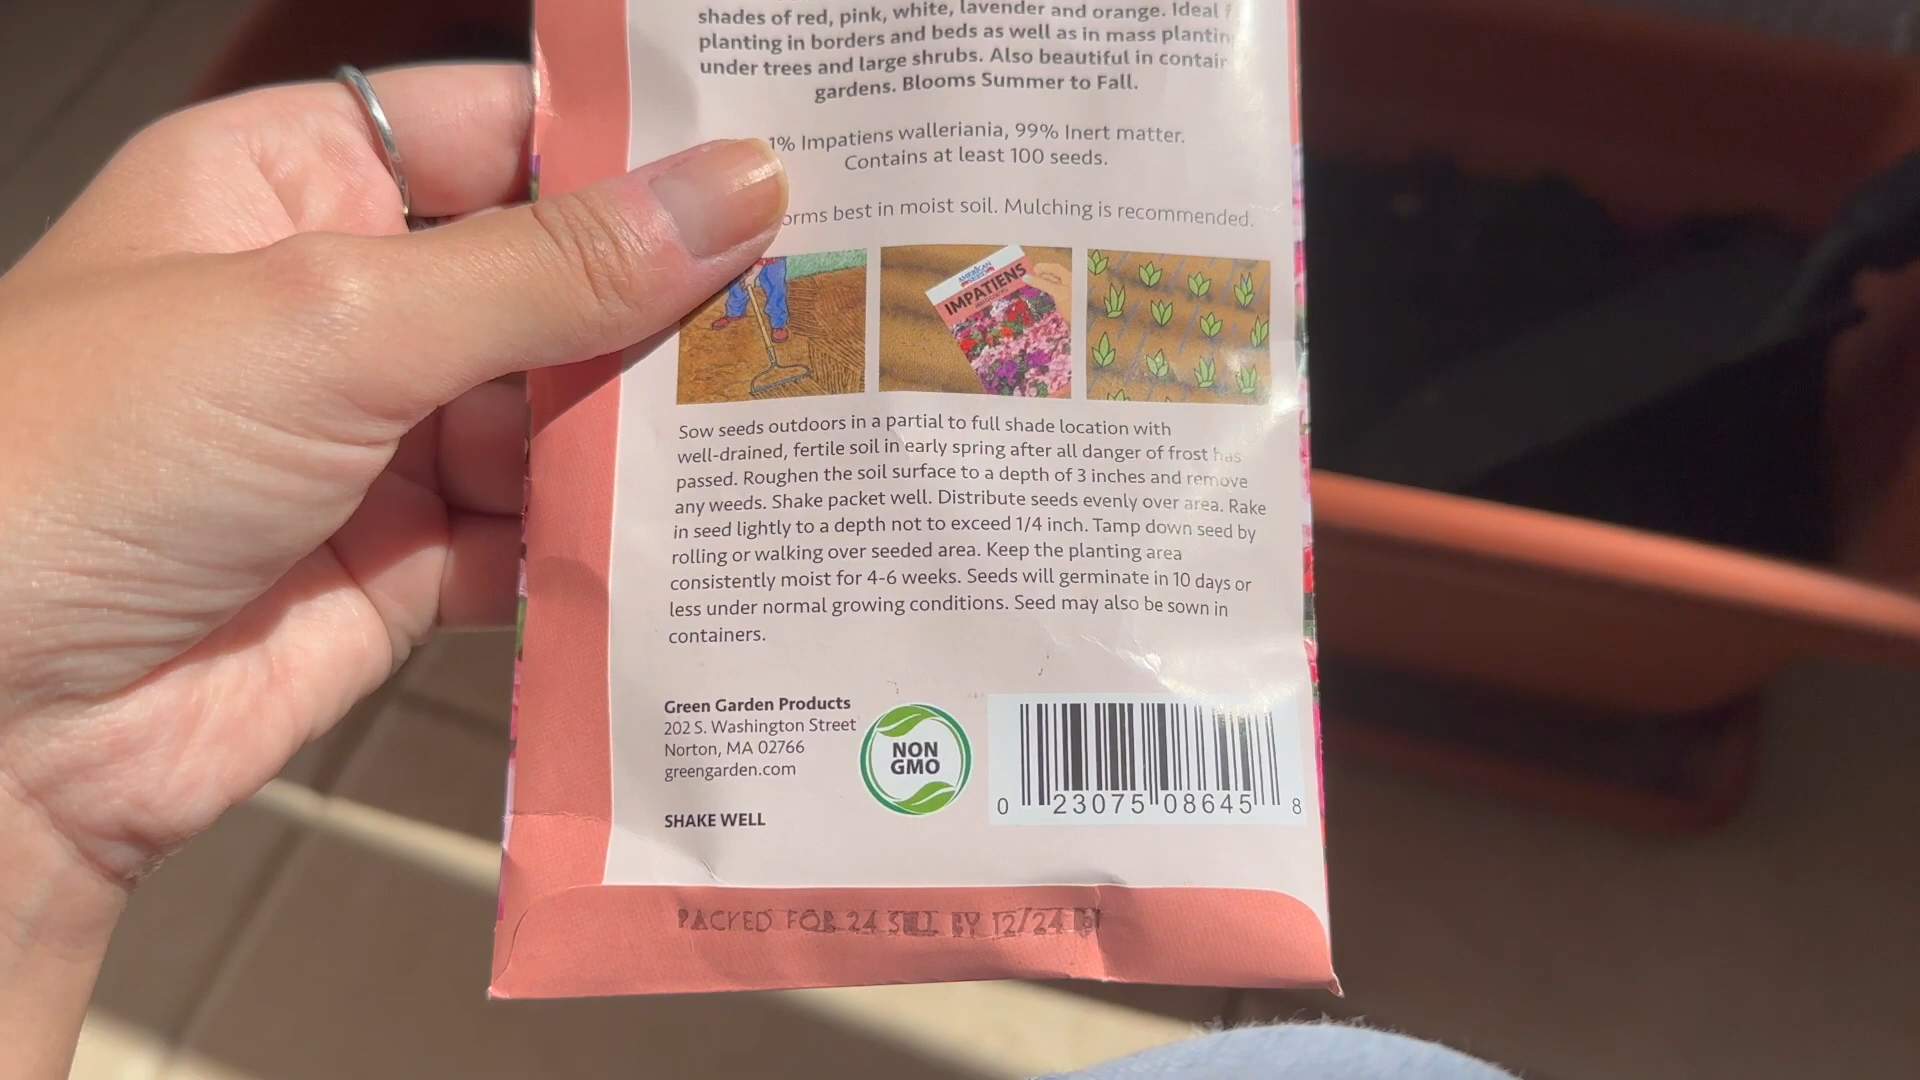 shades of red, pink, white, lavender and orange. Ideal
planting in borders and beds as well as in mass plantin
under trees and large shrubs. Also beautiful in contair
gardens. Blooms Summer to Fall.
1% Impatiens walleriania, 99% Inert matter.
Contains at least 100 seeds.
orms best in moist soil. Mulching is recommended.
AMERICAN
IMPATIENS
Sow seeds outdoors in a partial to full shade location with
well-drained, fertile soil in early spring after all danger of frost has
passed. Roughen the soil surface to a depth of 3 inches and remove
any weeds. Shake packet well. Distribute seeds evenly over area. Rake
in seed lightly to a depth not to exceed 1/4 inch. Tamp down seed by
rolling or walking over seeded area. Keep the planting area
consistently moist for 4-6 weeks. Seeds will germinate in 10 days or
less under normal growing conditions. Seed may also be sown in
containers.
Green Garden Products
202 S. Washington Street
Norton, MA 02766
greengarden.com
SHAKE WELL
NON
GMO
0 23075 08645 8
PACKED FOR 24 SELL BY 12/24